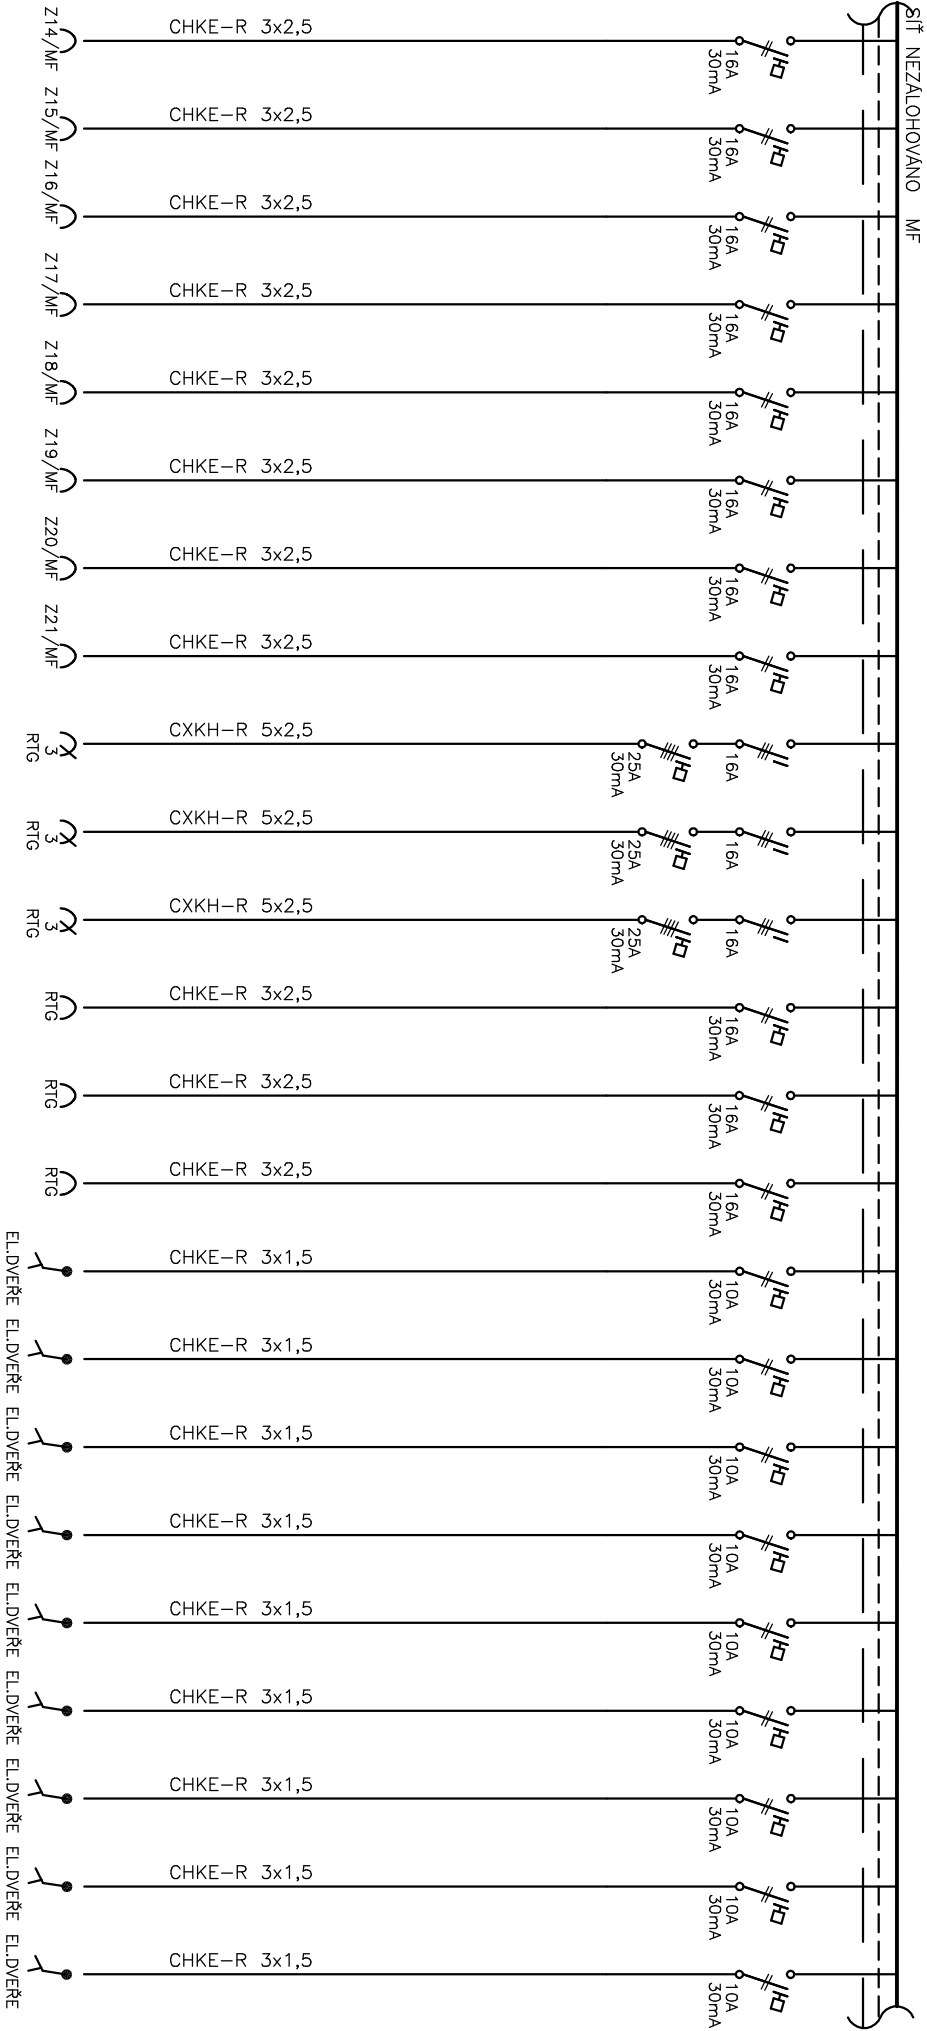 SÍŤ NEZÁLOHOVÁNO MF
Z14/MF
CHKE-R 3x2,5
16A
30mA
Z15/MF
CHKE-R 3x2,5
16A
30mA
Z16/MF
CHKE-R 3x2,5
16A
30mA
Z17/MF
CHKE-R 3x2,5
16A
30mA
Z18/MF
CHKE-R 3x2,5
16A
30mA
Z19/MF
CHKE-R 3x2,5
16A
30mA
Z20/MF
CHKE-R 3x2,5
16A
30mA
Z21/MF
CHKE-R 3x2,5
16A
30mA
3
RTG
CXKH-R 5x2,5
25A
30mA
16A
3
RTG
CXKH-R 5x2,5
25A
30mA
16A
3
RTG
CXKH-R 5x2,5
25A
30mA
16A
RTG
CHKE-R 3x2,5
16A
30mA
RTG
CHKE-R 3x2,5
16A
30mA
RTG
CHKE-R 3x2,5
16A
30mA
EL.DVEŘE
CHKE-R 3x1,5
10A
30mA
EL.DVEŘE
CHKE-R 3x1,5
10A
30mA
EL.DVEŘE
CHKE-R 3x1,5
10A
30mA
EL.DVEŘE
CHKE-R 3x1,5
10A
30mA
EL.DVEŘE
CHKE-R 3x1,5
10A
30mA
EL.DVEŘE
CHKE-R 3x1,5
10A
30mA
EL.DVEŘE
CHKE-R 3x1,5
10A
30mA
EL.DVEŘE
CHKE-R 3x1,5
10A
30mA
EL.DVEŘE
CHKE-R 3x1,5
10A
30mA